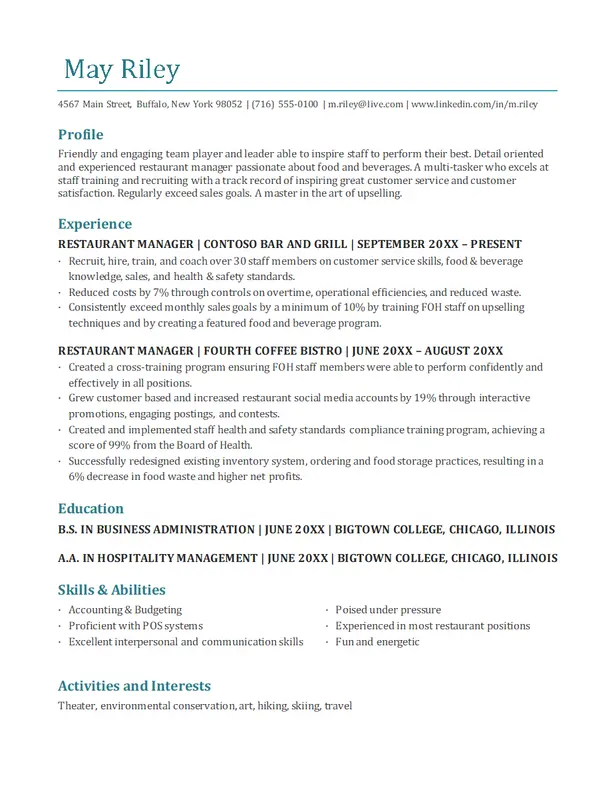 May Riley
4567 Main Street, Buffalo, New York 98052 | (716) 555-0100 | m.riley@live.com | www.linkedin.com/in/m.riley
Profile
Friendly and engaging team player and leader able to inspire staff to perform their best. Detail oriented
and experienced restaurant manager passionate about food and beverages. A multi-tasker who excels at
staff training and recruiting with a track record of inspiring great customer service and customer
satisfaction. Regularly exceed sales goals. A master in the art of upselling.
Experience
RESTAURANT MANAGER | CONTOSO BAR AND GRILL | SEPTEMBER 20XX – PRESENT
· Recruit, hire, train, and coach over 30 staff members on customer service skills, food & beverage
knowledge, sales, and health & safety standards.
· Reduced costs by 7% through controls on overtime, operational efficiencies, and reduced waste.
· Consistently exceed monthly sales goals by a minimum of 10% by training FOH staff on upselling
techniques and by creating a featured food and beverage program.
RESTAURANT MANAGER | FOURTH COFFEE BISTRO | JUNE 20XX – AUGUST 20XX
· Created a cross-training program ensuring FOH staff members were able to perform confidently and
effectively in all positions.
· Grew customer based and increased restaurant social media accounts by 19% through interactive
promotions, engaging postings, and contests.
· Created and implemented staff health and safety standards compliance training program, achieving a
score of 99% from the Board of Health.
· Successfully redesigned existing inventory system, ordering and food storage practices, resulting in a
6% decrease in food waste and higher net profits.
Education
B.S. IN BUSINESS ADMINISTRATION | JUNE 20XX | BIGTOWN COLLEGE, CHICAGO, ILLINOIS
A.A. IN HOSPITALITY MANAGEMENT | JUNE 20XX | BIGTOWN COLLEGE, CHICAGO, ILLINOIS
Skills & Abilities
· Accounting & Budgeting
· Proficient with POS systems
· Excellent interpersonal and communication skills
· Poised under pressure
· Experienced in most restaurant positions
· Fun and energetic
Activities and Interests
Theater, environmental conservation, art, hiking, skiing, travel